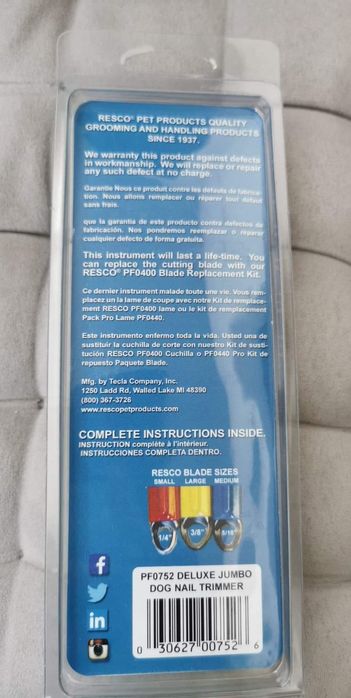 RESCO® PET PRODUCTS QUALITY
GROOMING AND HANDLING PRODUCTS
SINCE 1937.
We warranty this product against defects
in workmanship. We will replace or repair
any such defect at no charge.
Garantie Nous ce produit contre les défauts de fabrica-
tion. Nous allons remplacer ou réparer tout défaut
sans frais.
que la garantia de este producto contra defectos de
fabricación. Nos pondremos reemplazar o reparar
cualquier defecto de forma gratuita.
This instrument will last a life-time. You
can replace the cutting blade with our
RESCO® PF0400 Blade Replacement Kit.
Ce dernier instrument malade toute une vie. Vous rem-
placez un la lame de coupe avec notre Kit de remplace-
ment RESCO PF0400 lame ou le kit de remplacement
Pack Pro Lame PF0440.
Este instrumento enfermo toda la vida. Usted una de
sustituir la cuchilla de corte con nuestro Kit de susti-
tución RESCO PF0400 Cuchilla o PF0440 Pro Kit de
repuesto Paquete Blade.
Mfg. by Tecla Company, Inc.
1250 Ladd Rd, Walled Lake MI 48390
(800) 367-3726
www.rescopetproducts.com
COMPLETE INSTRUCTIONS INSIDE.
INSTRUCTION complète à l'intérieur.
INSTRUCCIONES COMPLETA DENTRO.
RESCO BLADE SIZES
SMALL LARGE MEDIUM
1/4" 3/8" 5/16"
PF0752 DELUXE JUMBO
DOG NAIL TRIMMER
0 30627 00752 6